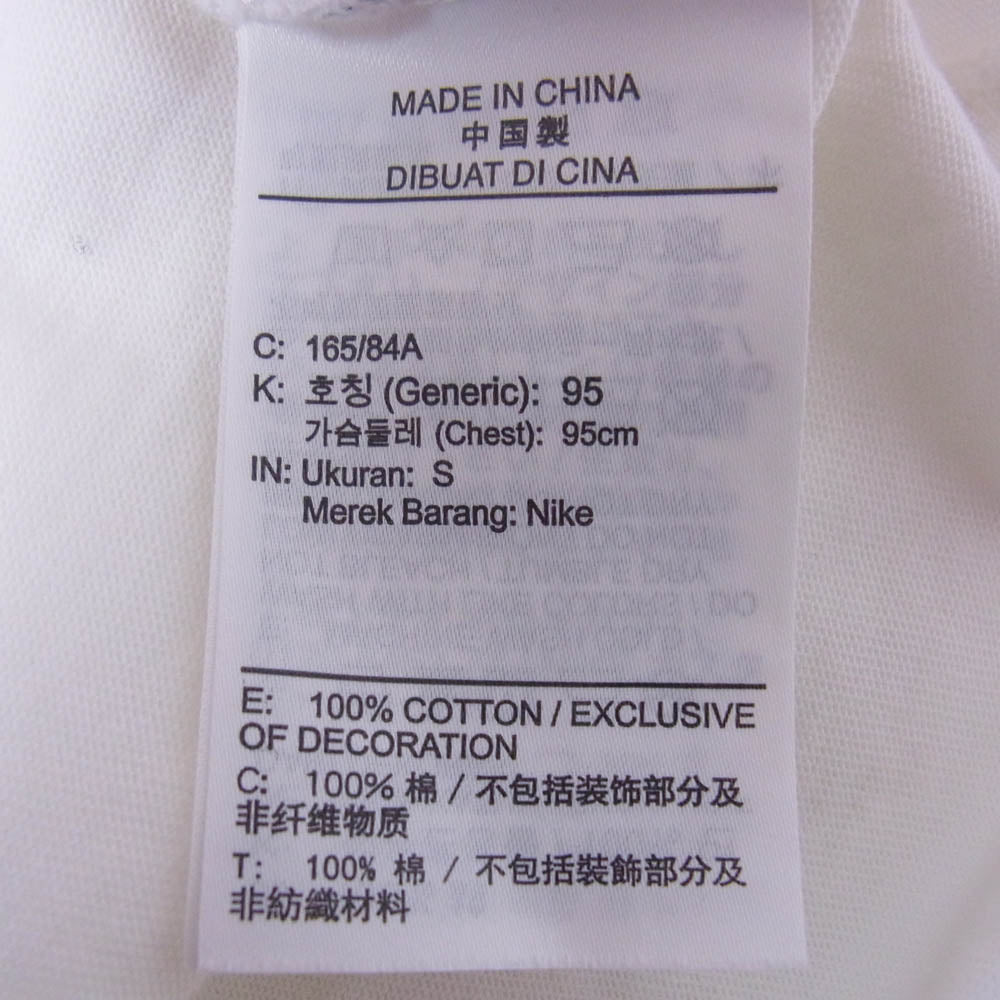 MADE IN CHINA
中国製
DIBUAT DI CINA
C: 165/84A
K: 호칭 (Generic): 95
가슴둘레 (Chest): 95cm
IN: Ukuran: S
Merek Barang: Nike
E: 100% COTTON / EXCLUSIVE
OF DECORATION
C: 100% 棉 / 不包括装饰部分及
非纤维物质
T: 100% 棉 / 不包括裝飾部分及
非紡織材料